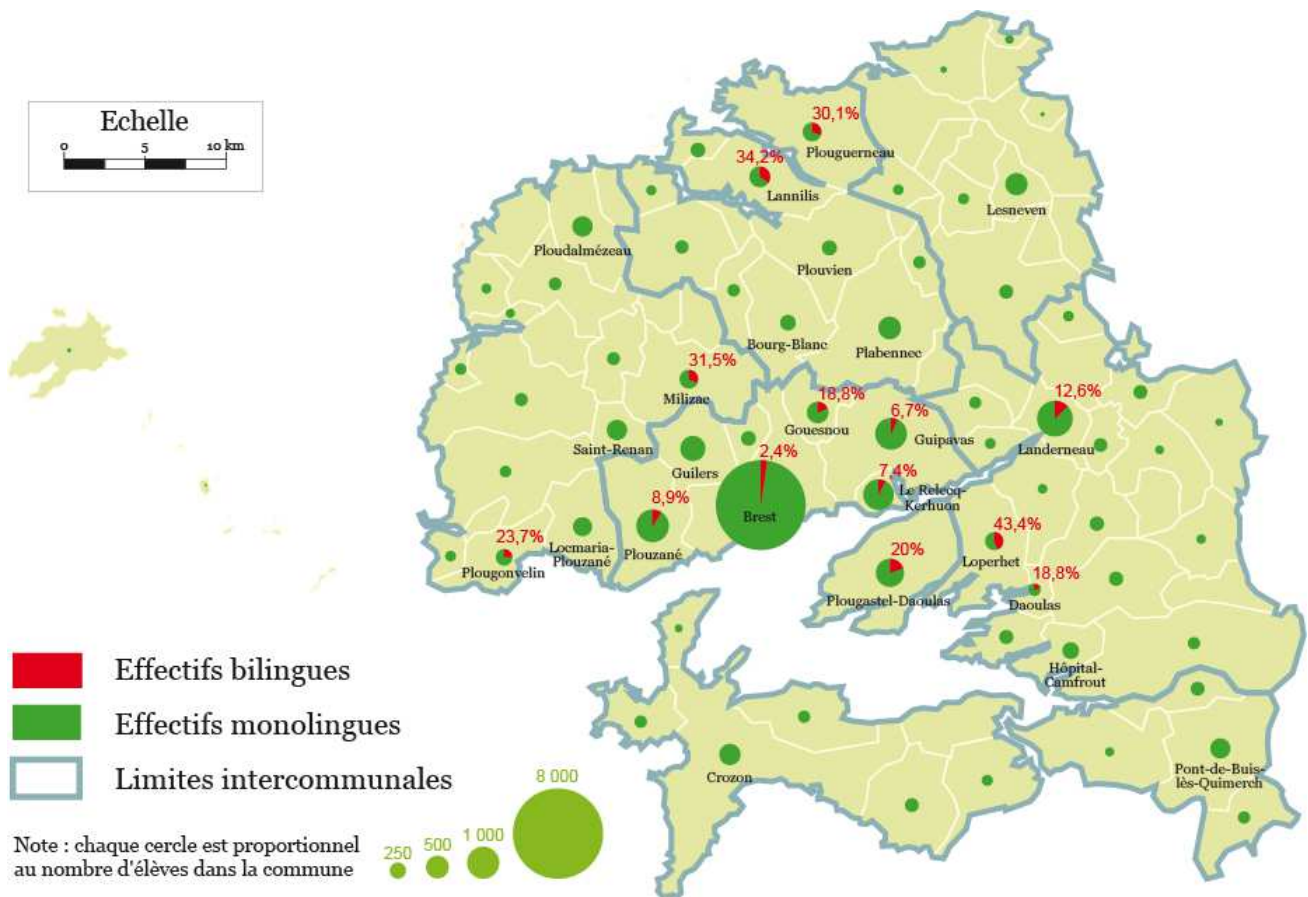 Echelle
0 5 10 km
30,1%
Plouguerneau
34,2%
Lannilis
Lesneven
Ploudalmézeau
Plouvien
Bourg-Blanc
Plabennec
31,5%
Milizac
18,8%
Gouesnou
6,7%
Guipavas
12,6%
Landerneau
Saint-Renan
Guilers
2,4%
Brest
7,4%
Le Relecq-
Kerhuon
8,9%
Plouzané
23,7%
Plougonvelin
Locmaria-
Plouzané
20%
Plougastel-Daoulas
43,4%
Loperhet
18,8%
Daoulas
Hôpital-
Camfrout
Crozon
Pont-de-Buis-
lès-Quimerch
Effectifs bilingues
Effectifs monolingues
Limites intercommunales
Note : chaque cercle est proportionnel
au nombre d'élèves dans la commune
250
500
1 000
8 000